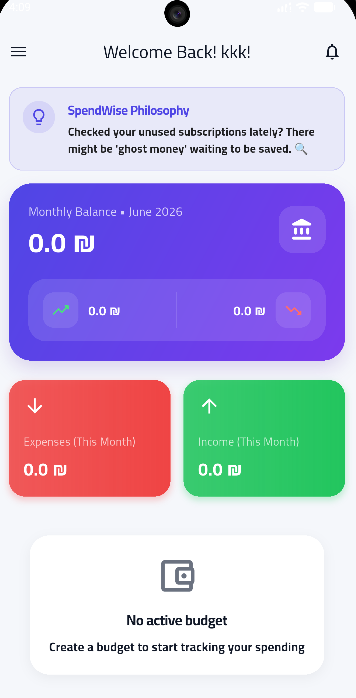 Welcome Back! kkk!
SpendWise Philosophy
Checked your unused subscriptions lately? There
might be 'ghost money' waiting to be saved. 🔍
Monthly Balance • June 2026
0.0 ₪
0.0 ₪
0.0 ₪
Expenses (This Month)
0.0 ₪
Income (This Month)
0.0 ₪
No active budget
Create a budget to start tracking your spending